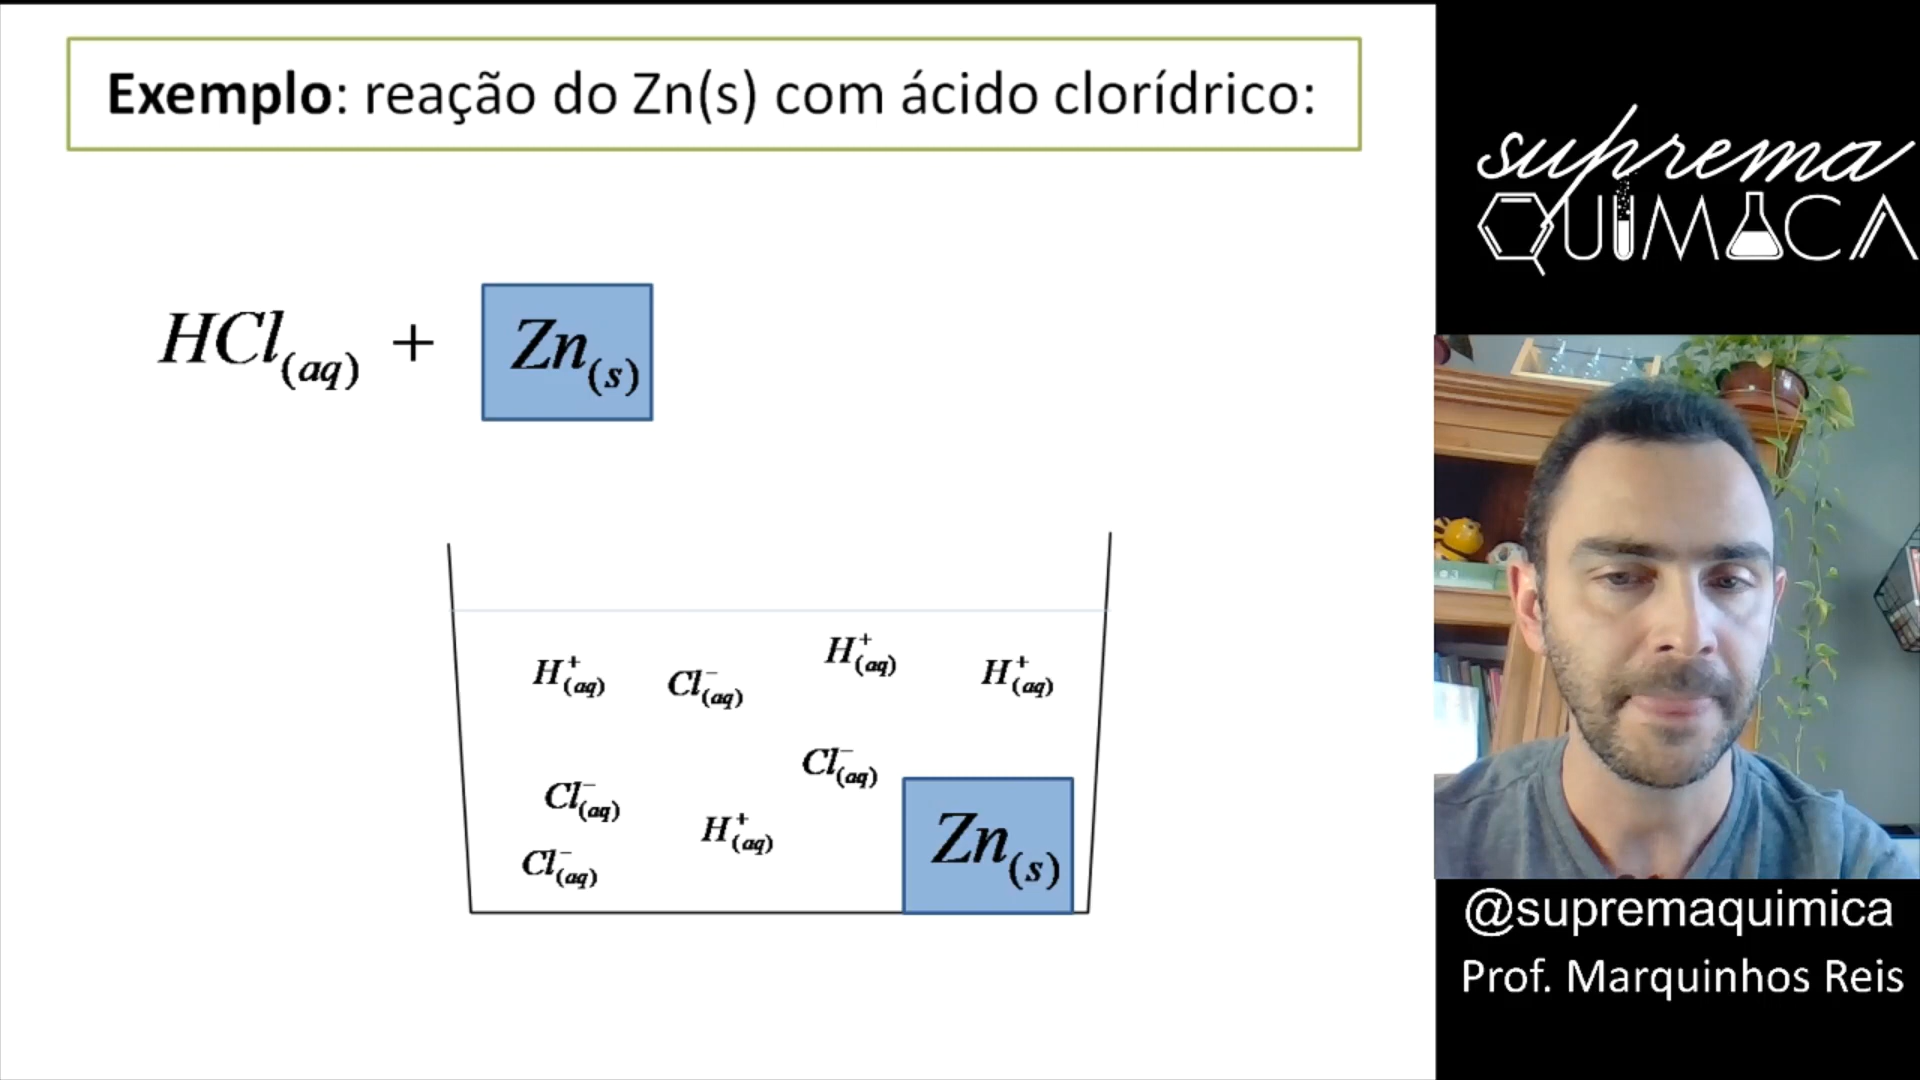 Exemplo: reação do Zn(s) com ácido clorídrico:
HCl(aq) + Zn(s)
H+(aq) Cl-(aq) H+(aq) H+(aq)
Cl-(aq) Cl-(aq)
Cl-(aq) H+(aq) Zn(s)
suprema
QUIMICA
@supremaquimica
Prof. Marquinhos Reis